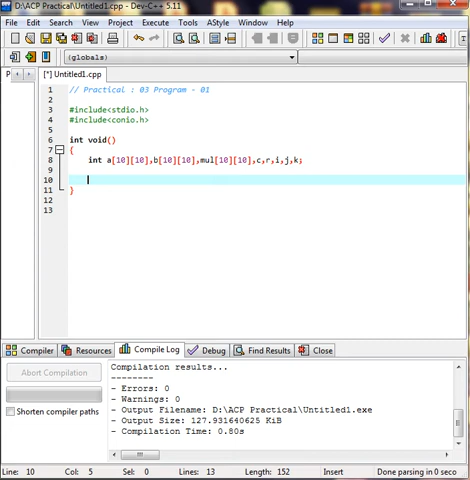 D:\ACP Practical\Untitled1.cpp - Dev-C++ 5.11
File Edit Search View Project Execute Tools AStyle Window Help
(globals)
P
[*] Untitled1.cpp
1 // Practical : 03 Program - 01
2
3 #include<stdio.h>
4 #include<conio.h>
5
6 int void()
7 {
8 int a[10][10],b[10][10],mul[10][10],c,r,i,j,k;
9
10
11 }
12
13
Compiler Resources Compile Log Debug Find Results Close
Abort Compilation
Shorten compiler paths
Compilation results...
--------
- Errors: 0
- Warnings: 0
- Output Filename: D:\ACP Practical\Untitled1.exe
- Output Size: 127.931640625 KiB
- Compilation Time: 0.80s
Line: 10 Col: 5 Sel: 0 Lines: 13 Length: 152 Insert Done parsing in 0 seco